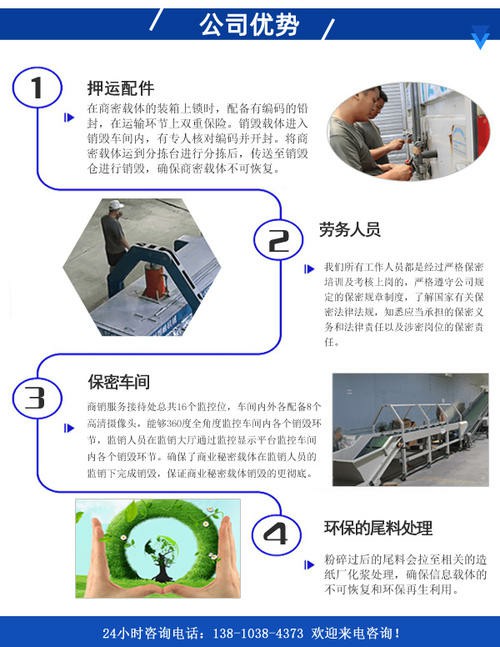 公司优势
1
押运配件
在商密载体的装箱上锁时，配备有编码的铅
封，在运输环节上双重保险。销毁载体进入
销毁车间内，有专人核对编码并开封。将商
密载体运到分拣台进行分拣后，传送至销毁
仓进行销毁，确保商密载体不可恢复。
2
劳务人员
我们所有工作人员都是经过严格保密
培训及考核上岗的，严格遵守公司规
定的保密规章制度，了解国家有关保
密法律法规，知悉应当承担的保密义
务和法律责任以及涉密岗位的保密责
任。
3
保密车间
商销服务接待处总共16个监控位，车间内外各配备8个
高清摄像头，能够360度全角度监控车间内各个销毁环
节，监销人员在监销大厅通过监控显示平台监控车间
内各个销毁环节。确保了商业秘密载体在监销人员的
监销下完成销毁，保证商业秘密载体销毁的更彻底。
4
环保的尾料处理
粉碎过后的尾料会拉至相关的造
纸厂化浆处理，确保信息载体的
不可恢复和环保再生利用。
24小时咨询电话：138-1038-4373 欢迎来电咨询！